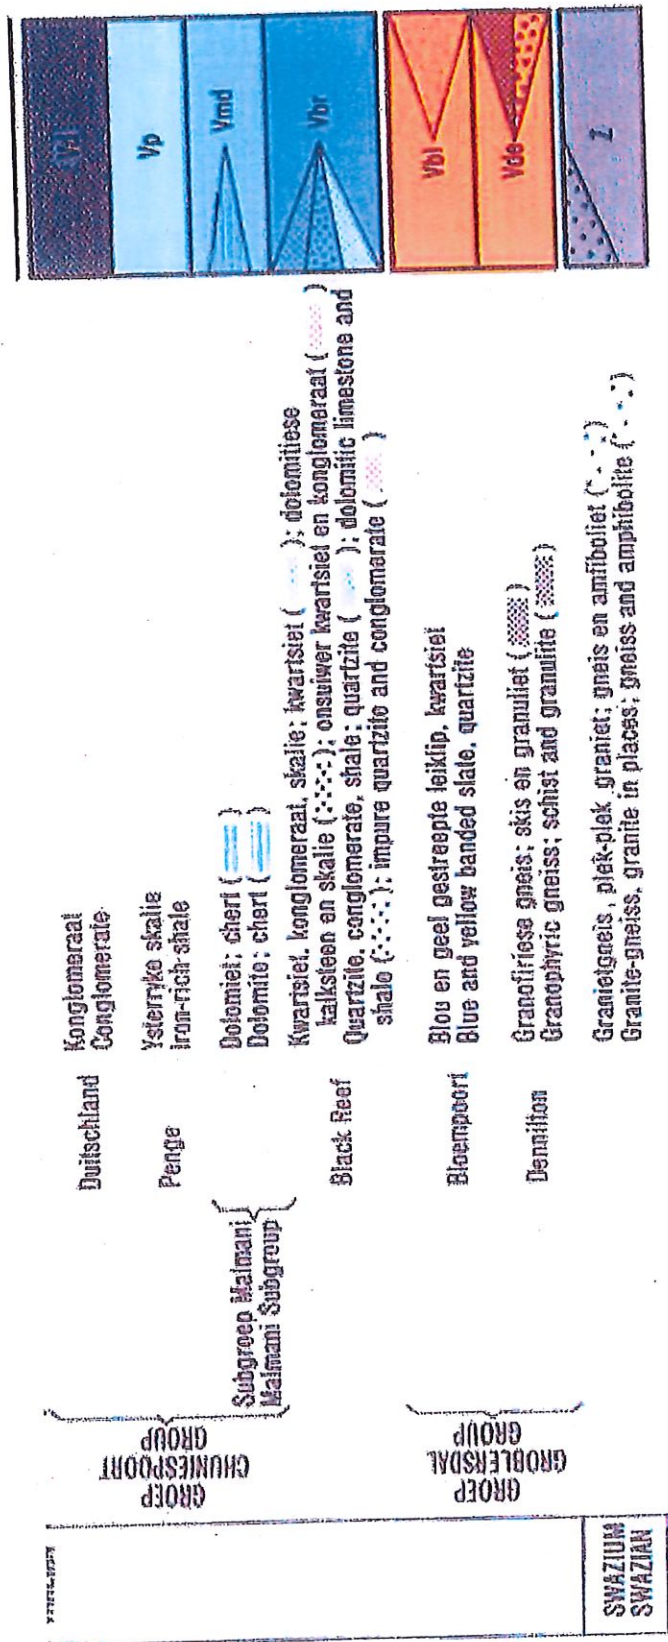 GROEP
CHUNIESPOORT
GROUP
Subgroep Malmani
Malmani Subgroup
Duitschland
Konglomeraat
Conglomerate
Penge
Ysterryke skalie
Iron-rich shale
Vp
Dolomiet; chert ( )
Dolomite; chert ( )
Vmd
Black Reef
Kwartsiet, konglomeraat, skalie; kwartsiet ( ); dolomitiese
kalksteen en skalie ( ); onsuiwer kwartsiet en konglomeraat ( )
Quartzite, conglomerate, shale; quartzite ( ); dolomitic limestone and
shale ( ); impure quartzite and conglomerate ( )
Vbr
GROEP
GROBLERSDAL
GROUP
Bloempoort
Blou en geel gestreepte leiklip, kwartsiet
Blue and yellow banded slate, quartzite
Vbl
Dennilton
Granofiriese gneis; skis en granuliet ( )
Granophyric gneiss; schist and granulite ( )
Vde
SWAZIUM
SWAZIAN
Granietgneis, plek-plek graniet; gneis en amfiboliet ( )
Granite-gneiss, granite in places; gneiss and amphibolite ( )
Z